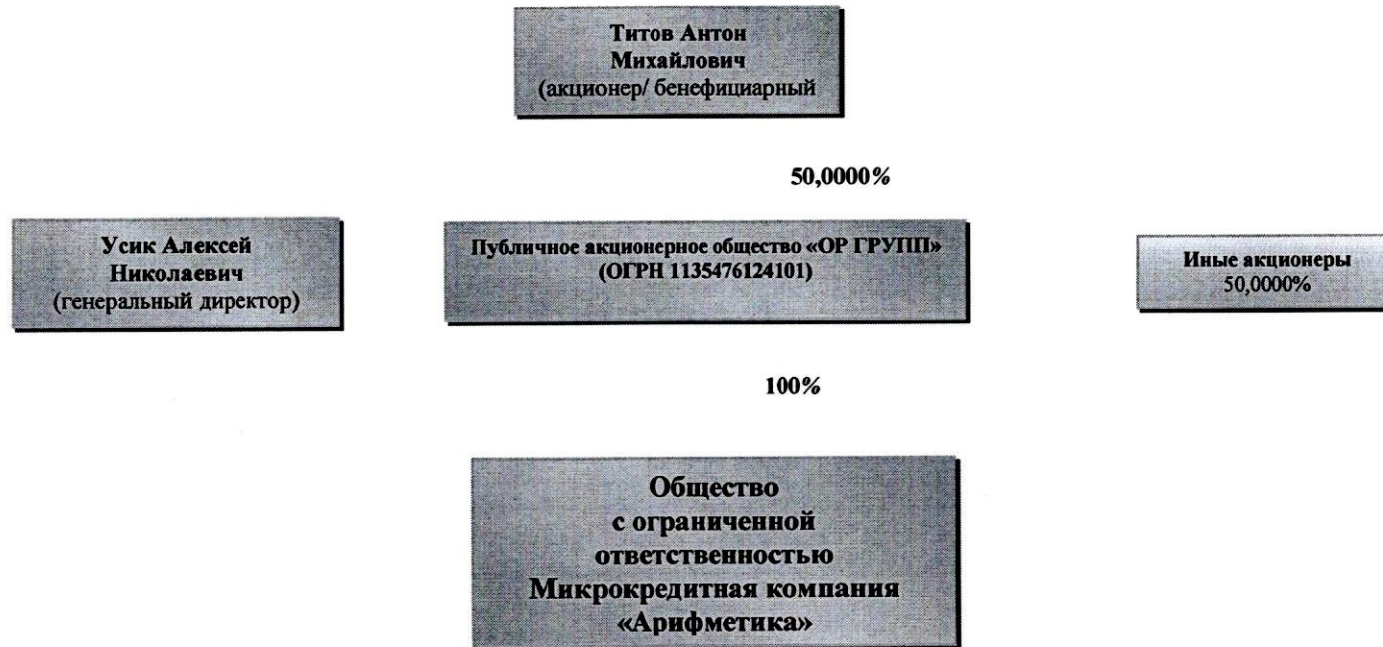 Титов Антон
Михайлович
(акционер/ бенефициарный
50,0000%
Усик Алексей
Николаевич
(генеральный директор)
Публичное акционерное общество «ОР ГРУПП»
(ОГРН 1135476124101)
Иные акционеры
50,0000%
100%
Общество
с ограниченной
ответственностью
Микрокредитная компания
«Арифметика»